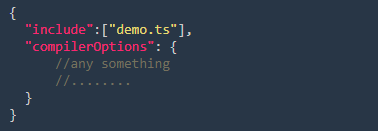 {
"include":["demo.ts"],
"compilerOptions": {
//any something
//........
}
}